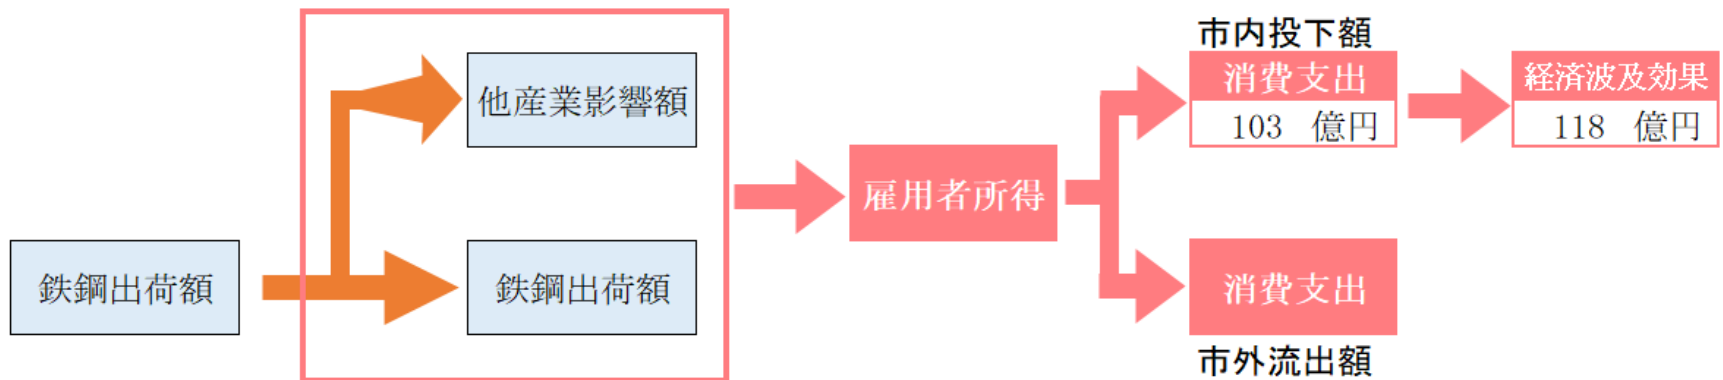 鉄鋼出荷額
他産業影響額
鉄鋼出荷額
雇用者所得
市内投下額
消費支出
103 億円
経済波及効果
118 億円
消費支出
市外流出額